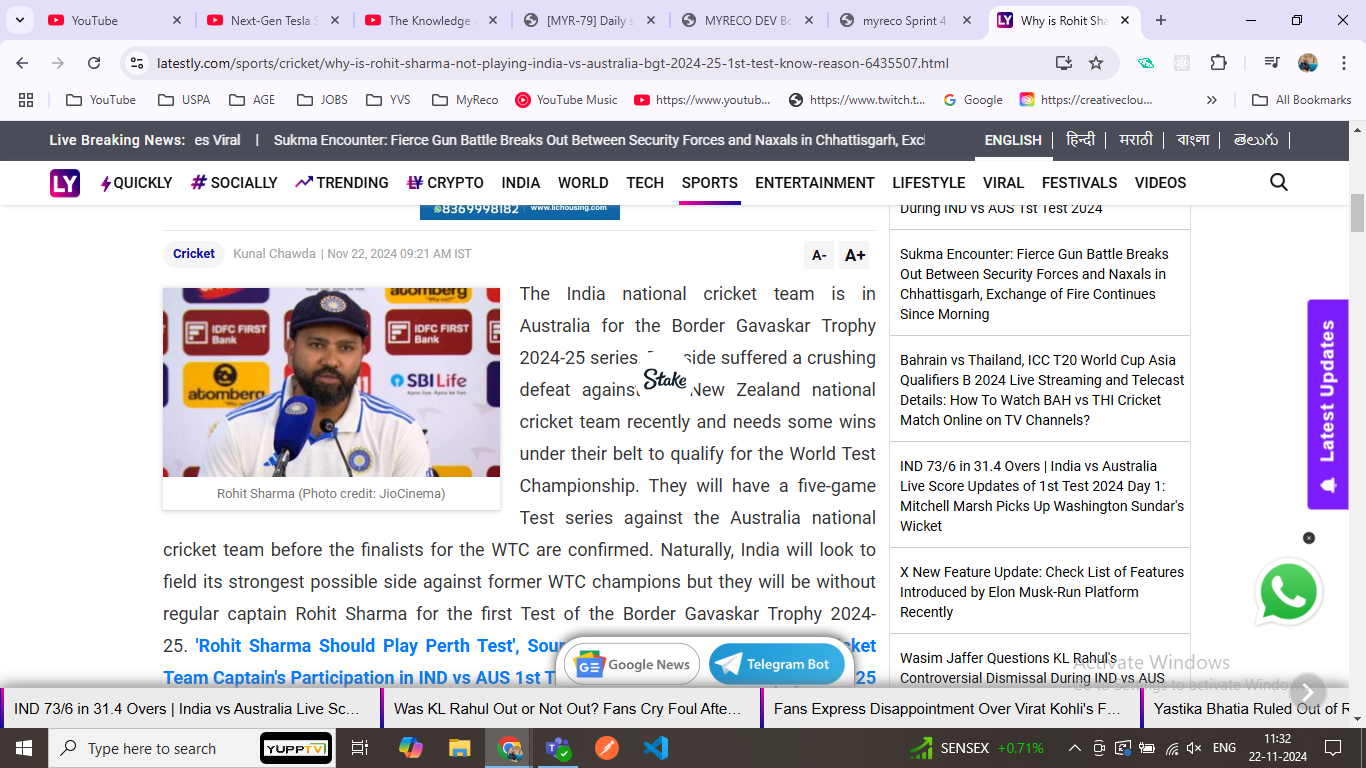 YouTube
Next-Gen Tesla
The Knowledge
[MYR-79] Daily s
MYRECO DEV Bo
myreco Sprint 4
Why is Rohit Sha
latestly.com/sports/cricket/why-is-rohit-sharma-not-playing-india-vs-australia-bgt-2024-25-1st-test-know-reason-6435507.html
YouTube USPA AGE JOBS YVS MyReco YouTube Music https://www.youtub... https://www.twitch.t... Google https://creativeclou... » All Bookmarks
Live Breaking News: es Viral | Sukma Encounter: Fierce Gun Battle Breaks Out Between Security Forces and Naxals in Chhattisgarh, Excl
ENGLISH हिन्दी मराठी বাংলা తెలుగు
LY QUICKLY SOCIALLY TRENDING CRYPTO INDIA WORLD TECH SPORTS ENTERTAINMENT LIFESTYLE VIRAL FESTIVALS VIDEOS
8369998182 www.lichousing.com
Cricket Kunal Chawda | Nov 22, 2024 09:21 AM IST A- A+
atomberg
IDFC FIRST
Bank
IDFC FIRST
Bank
atomberg
SBI Life
Rohit Sharma (Photo credit: JioCinema)
The India national cricket team is in
Australia for the Border Gavaskar Trophy
2024-25 series. side suffered a crushing
defeat against New Zealand national
Stake
cricket team recently and needs some wins
under their belt to qualify for the World Test
Championship. They will have a five-game
Test series against the Australia national
cricket team before the finalists for the WTC are confirmed. Naturally, India will look to
field its strongest possible side against former WTC champions but they will be without
regular captain Rohit Sharma for the first Test of the Border Gavaskar Trophy 2024-
25. 'Rohit Sharma Should Play Perth Test', Sou cket
Team Captain's Participation in IND vs AUS 1st T 25
Google News
Telegram Bot
During IND vs AUS 1st Test 2024
Sukma Encounter: Fierce Gun Battle Breaks
Out Between Security Forces and Naxals in
Chhattisgarh, Exchange of Fire Continues
Since Morning
Bahrain vs Thailand, ICC T20 World Cup Asia
Qualifiers B 2024 Live Streaming and Telecast
Details: How To Watch BAH vs THI Cricket
Match Online on TV Channels?
IND 73/6 in 31.4 Overs | India vs Australia
Live Score Updates of 1st Test 2024 Day 1:
Mitchell Marsh Picks Up Washington Sundar's
Wicket
X New Feature Update: Check List of Features
Introduced by Elon Musk-Run Platform
Recently
Wasim Jaffer Questions KL Rahul's
Controversial Dismissal During IND vs AUS
Latest Updates
Activate Windows
Go to Settings to activate Windows
IND 73/6 in 31.4 Overs | India vs Australia Live Sc...
Was KL Rahul Out or Not Out? Fans Cry Foul Afte...
Fans Express Disappointment Over Virat Kohli's F...
Yastika Bhatia Ruled Out of R
Type here to search
YUPPTV
SENSEX +0.71%
ENG
11:32
22-11-2024